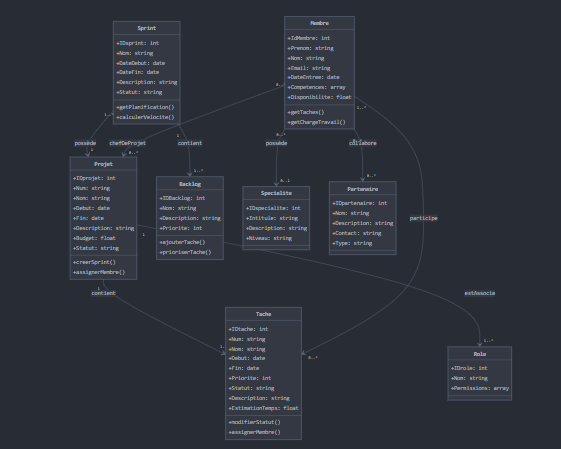 Sprint
+IDsprint: int
+Nom: string
+DateDebut: date
+DateFin: date
+Description: string
+Statut: string
+getPlanification()
+calculerVelocite()
Membre
+IdMembre: int
+Prenom: string
+Nom: string
+Email: string
+DateEntree: date
+Competences: array
+Disponibilite: float
+getTaches()
+getChargeTravail()
possède
chefDeProjet
contient
possède
collabore
1
1
0..*
1
1..*
0..*
0..1
0..*
1..*
Projet
+IDprojet: int
+Num: string
+Nom: string
+Debut: date
+Fin: date
+Description: string
+Budget: float
+Statut: string
+creerSprint()
+assignerMembre()
Backlog
+IDBacklog: int
+Nom: string
+Description: string
+Priorite: int
+ajouterTache()
+prioriserTache()
Specialite
+IDspecialite: int
+Intitule: string
+Description: string
+Niveau: string
Partenaire
+IDpartenaire: int
+Nom: string
+Description: string
+Contact: string
+Type: string
participe
contient
estAssocie
Tache
+IDtache: int
+Num: string
+Nom: string
+Debut: date
+Fin: date
+Priorite: int
+Statut: string
+Description: string
+EstimationTemps: float
+modifierStatut()
+assignerMembre()
0..*
1..*
Role
+IDrole: int
+Nom: string
+Permissions: array